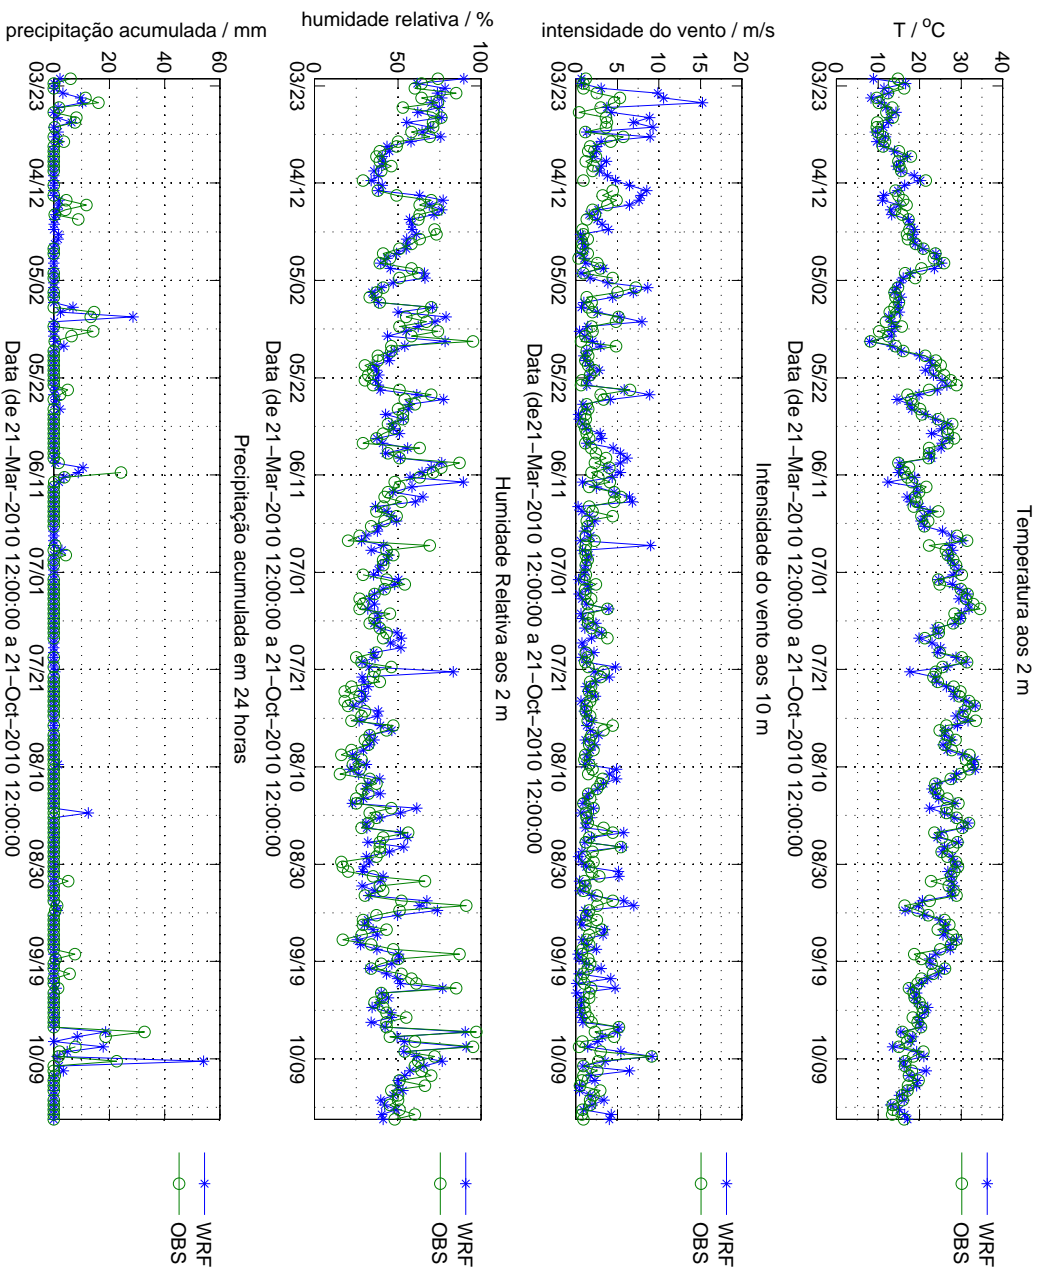 Temperatura aos 2 m
T / °C
0
10
20
30
40
03/23 04/12 05/02 05/22 06/11 07/01 07/21 08/10 08/30 09/19 10/09
Data (de 21−Mar−2010 12:00:00 a 21−Oct−2010 12:00:00
WRF
OBS
Intensidade do vento aos 10 m
intensidade do vento / m/s
0
5
10
15
20
03/23 04/12 05/02 05/22 06/11 07/01 07/21 08/10 08/30 09/19 10/09
Data (de21−Mar−2010 12:00:00 a 21−Oct−2010 12:00:00
Humidade Relativa aos 2 m
humidade relativa / %
0
50
100
03/23 04/12 05/02 05/22 06/11 07/01 07/21 08/10 08/30 09/19 10/09
Data (de 21−Mar−2010 12:00:00 a 21−Oct−2010 12:00:00
WRF
OBS
Precipitação acumulada em 24 horas
precipitação acumulada / mm
0
20
40
60
03/23 04/12 05/02 05/22 06/11 07/01 07/21 08/10 08/30 09/19 10/09
Data (de 21−Mar−2010 12:00:00 a 21−Oct−2010 12:00:00
WRF
OBS
WRF
OBS